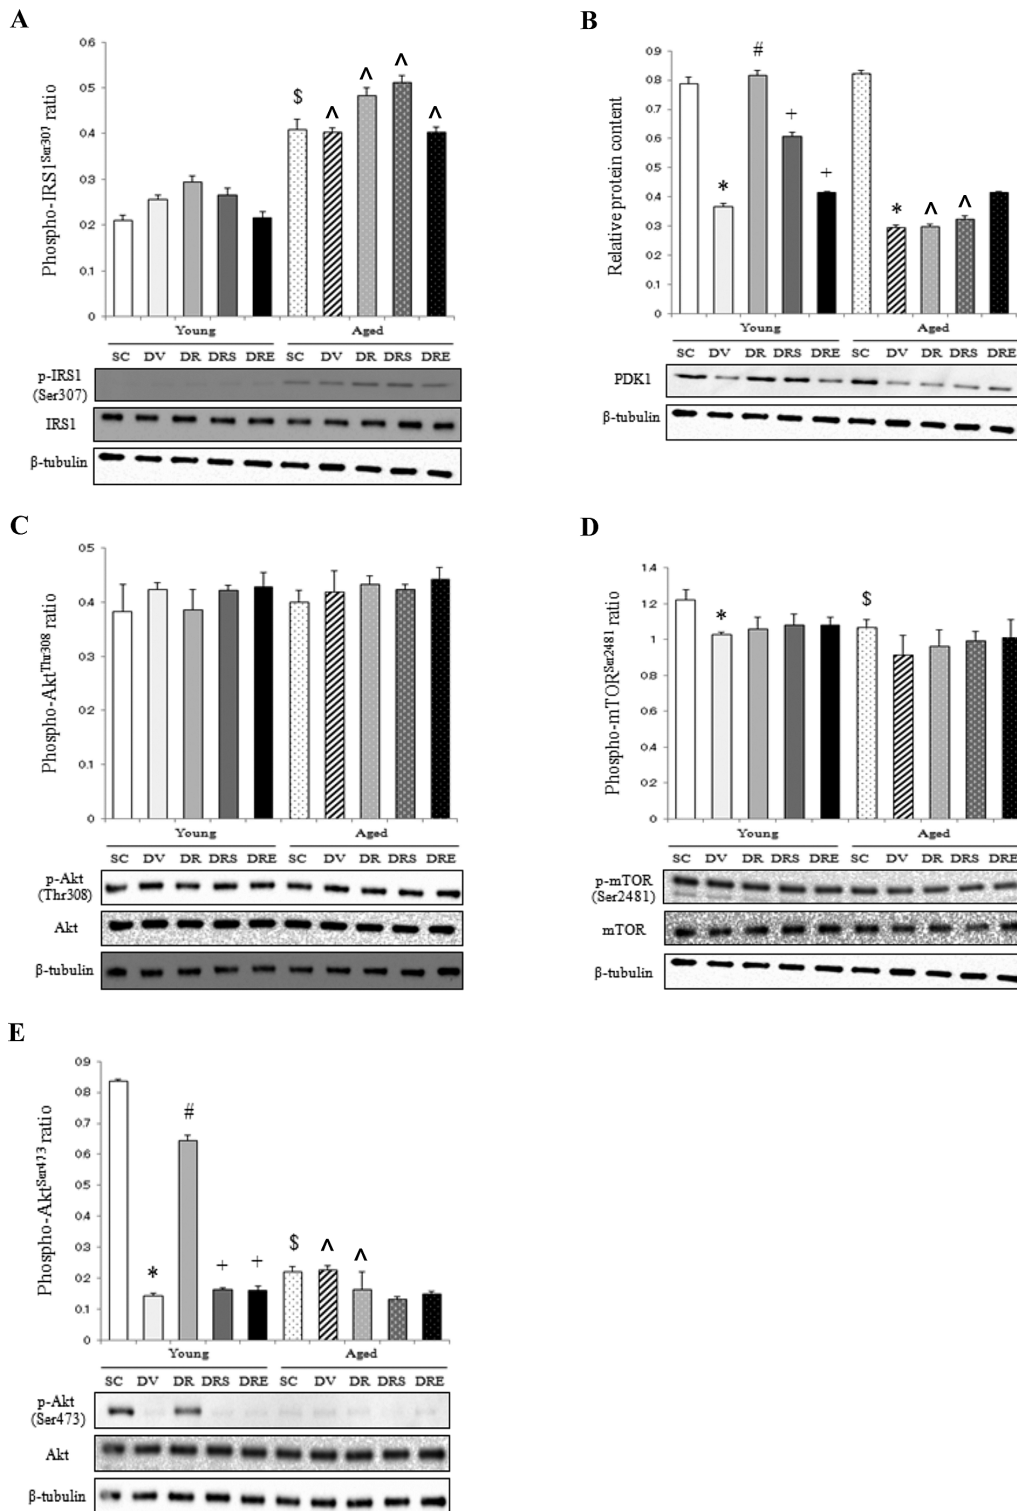 A
Phospho-IRS1Ser307 ratio
0.6
0.5
0.4
0.3
0.2
0.1
0
$ ^ ^ ^ ^
Young Aged
SC DV DR DRS DRE SC DV DR DRS DRE
p-IRS1
(Ser307)
IRS1
β-tubulin
B
Relative protein content
0.9
0.8
0.7
0.6
0.5
0.4
0.3
0.2
0.1
0
* # + + * ^ ^
Young Aged
SC DV DR DRS DRE SC DV DR DRS DRE
PDK1
β-tubulin
C
Phospho-AktThr308 ratio
0.5
0.4
0.3
0.2
0.1
0
Young Aged
SC DV DR DRS DRE SC DV DR DRS DRE
p-Akt
(Thr308)
Akt
β-tubulin
D
Phospho-mTORSer2481 ratio
1.4
1.2
1
0.8
0.6
0.4
0.2
0
* $
Young Aged
SC DV DR DRS DRE SC DV DR DRS DRE
p-mTOR
(Ser2481)
mTOR
β-tubulin
E
Phospho-AktSer473 ratio
0.9
0.8
0.7
0.6
0.5
0.4
0.3
0.2
0.1
0
* # + + $ ^ ^
Young Aged
SC DV DR DRS DRE SC DV DR DRS DRE
p-Akt
(Ser473)
Akt
β-tubulin